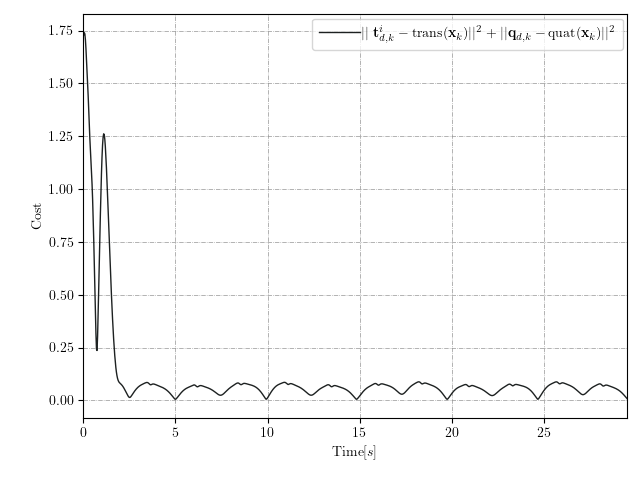 || t^i_{d,k} − trans(x_k)||² + ||q_{d,k} − quat(x_k)||²
1.75
1.50
1.25
1.00
0.75
0.50
0.25
0.00
Cost
0 5 10 15 20 25
Time[s]